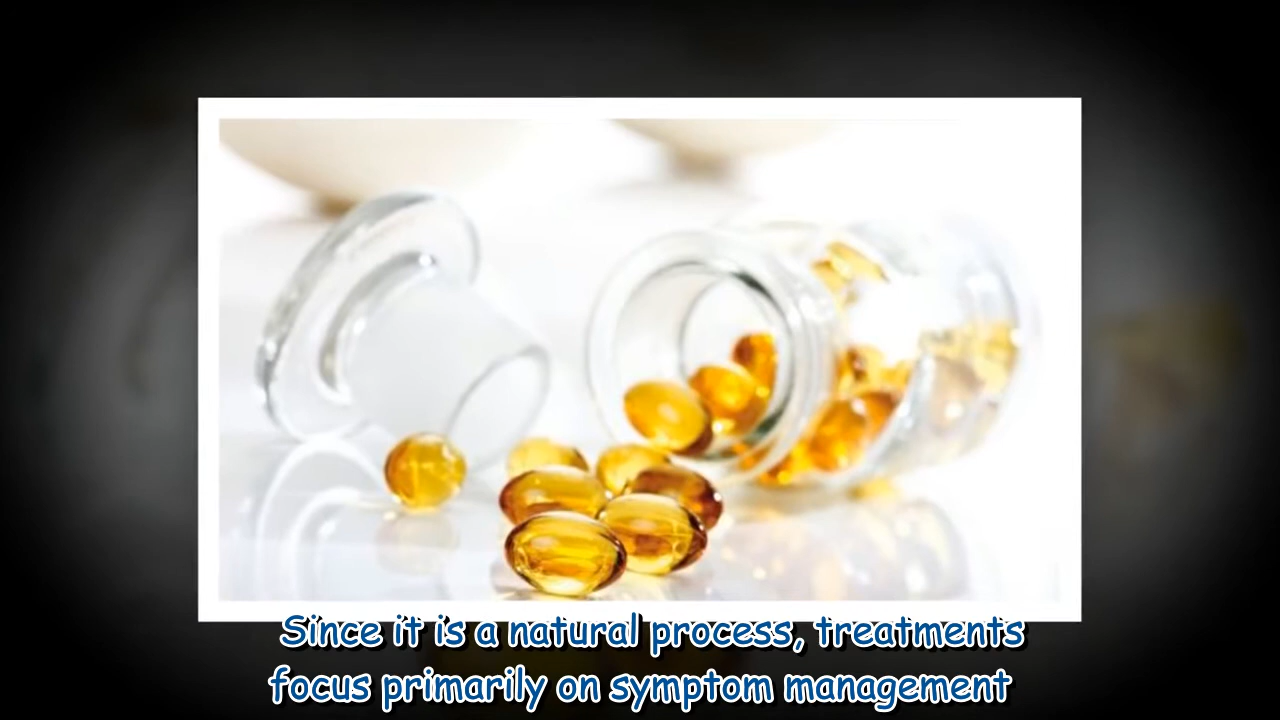 Since it is a natural process, treatments
focus primarily on symptom management